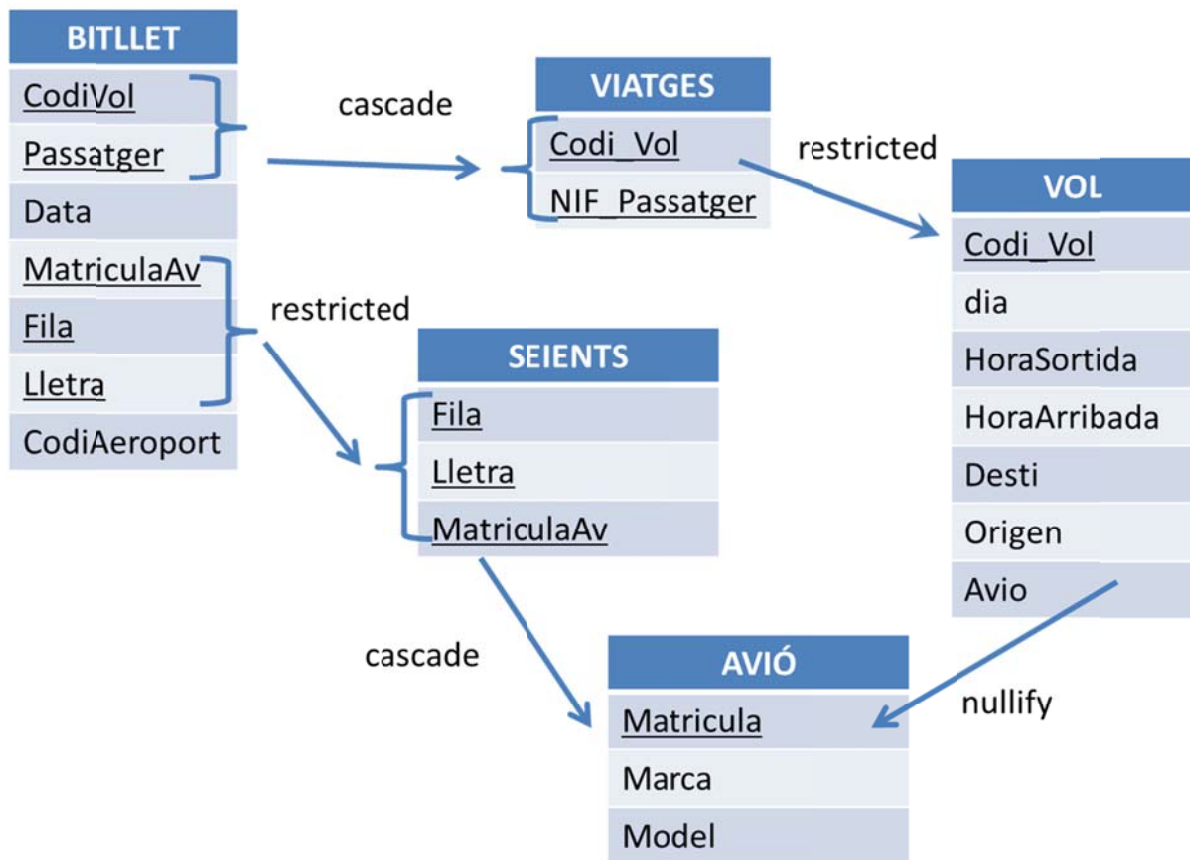 BITLLET
CodiVol
Passatger
Data
MatriculaAv
Fila
Lletra
CodiAeroport
cascade
VIATGES
Codi_Vol
NIF_Passatger
restricted
VOL
Codi_Vol
dia
HoraSortida
HoraArribada
Desti
Origen
Avio
restricted
SEIENTS
Fila
Lletra
MatriculaAv
cascade
AVIÓ
Matricula
Marca
Model
nullify